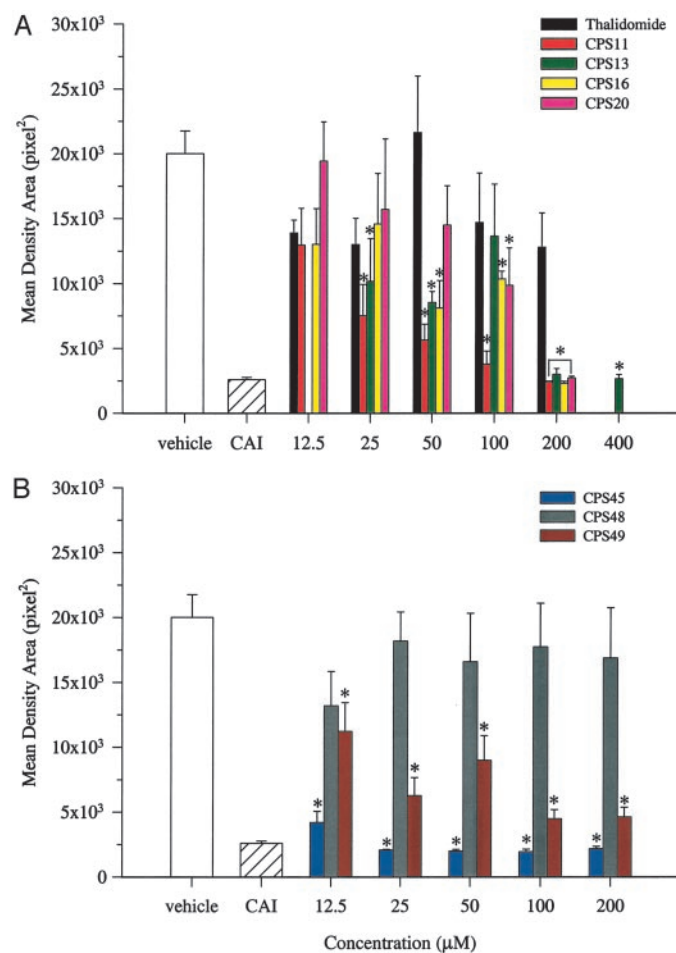 A
Mean Density Area (pixel²)
30x10³
25x10³
20x10³
15x10³
10x10³
5x10³
0
Thalidomide
CPS11
CPS13
CPS16
CPS20
* * * * * * * * * * *
vehicle CAI 12.5 25 50 100 200 400
B
Mean Density Area (pixel²)
30x10³
25x10³
20x10³
15x10³
10x10³
5x10³
0
CPS45
CPS48
CPS49
* * * * * * * * * *
vehicle CAI 12.5 25 50 100 200
Concentration (μM)